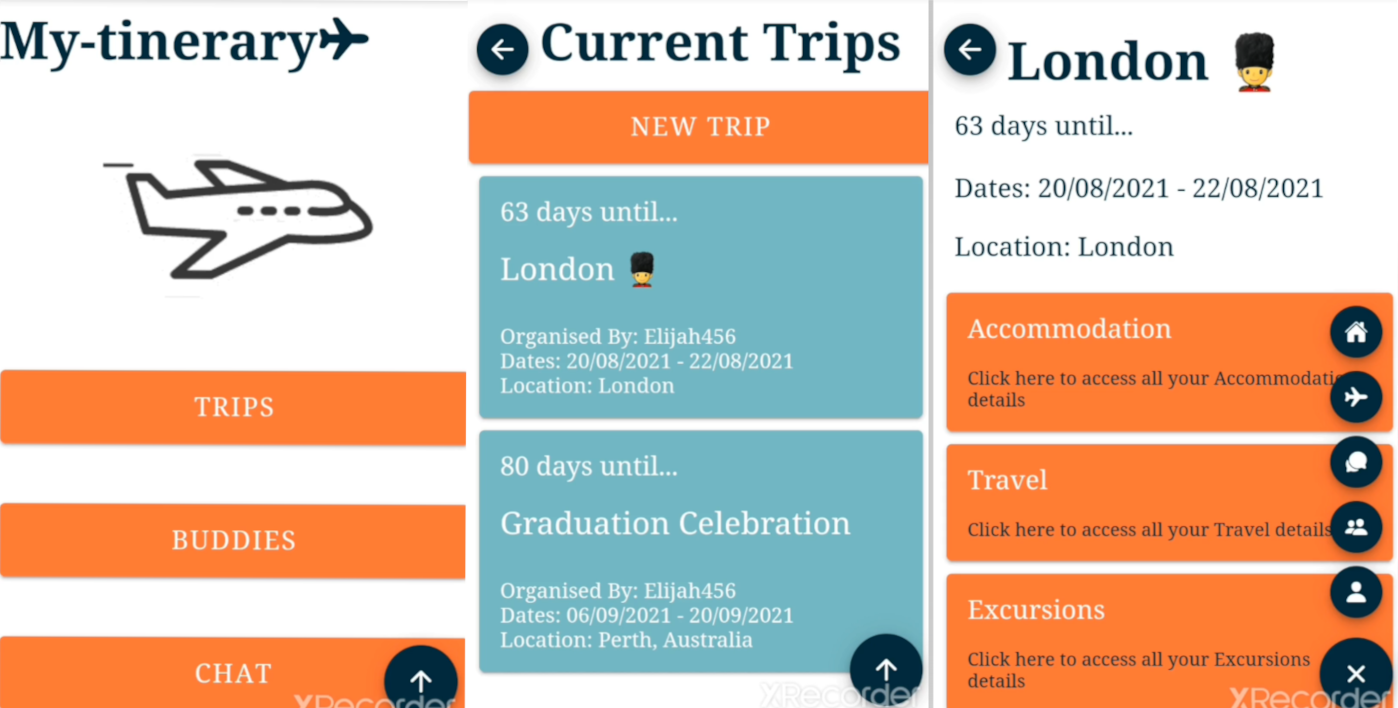 My-tinerary
TRIPS
BUDDIES
CHAT
XRecorder
Current Trips
NEW TRIP
63 days until...
London
Organised By: Elijah456
Dates: 20/08/2021 - 22/08/2021
Location: London
80 days until...
Graduation Celebration
Organised By: Elijah456
Dates: 06/09/2021 - 20/09/2021
Location: Perth, Australia
XRecorder
London
63 days until...
Dates: 20/08/2021 - 22/08/2021
Location: London
Accommodation
Click here to access all your
details
Travel
Click here to access all your Travel details
Excursions
Click here to access all your Excursions
details
XRecorder